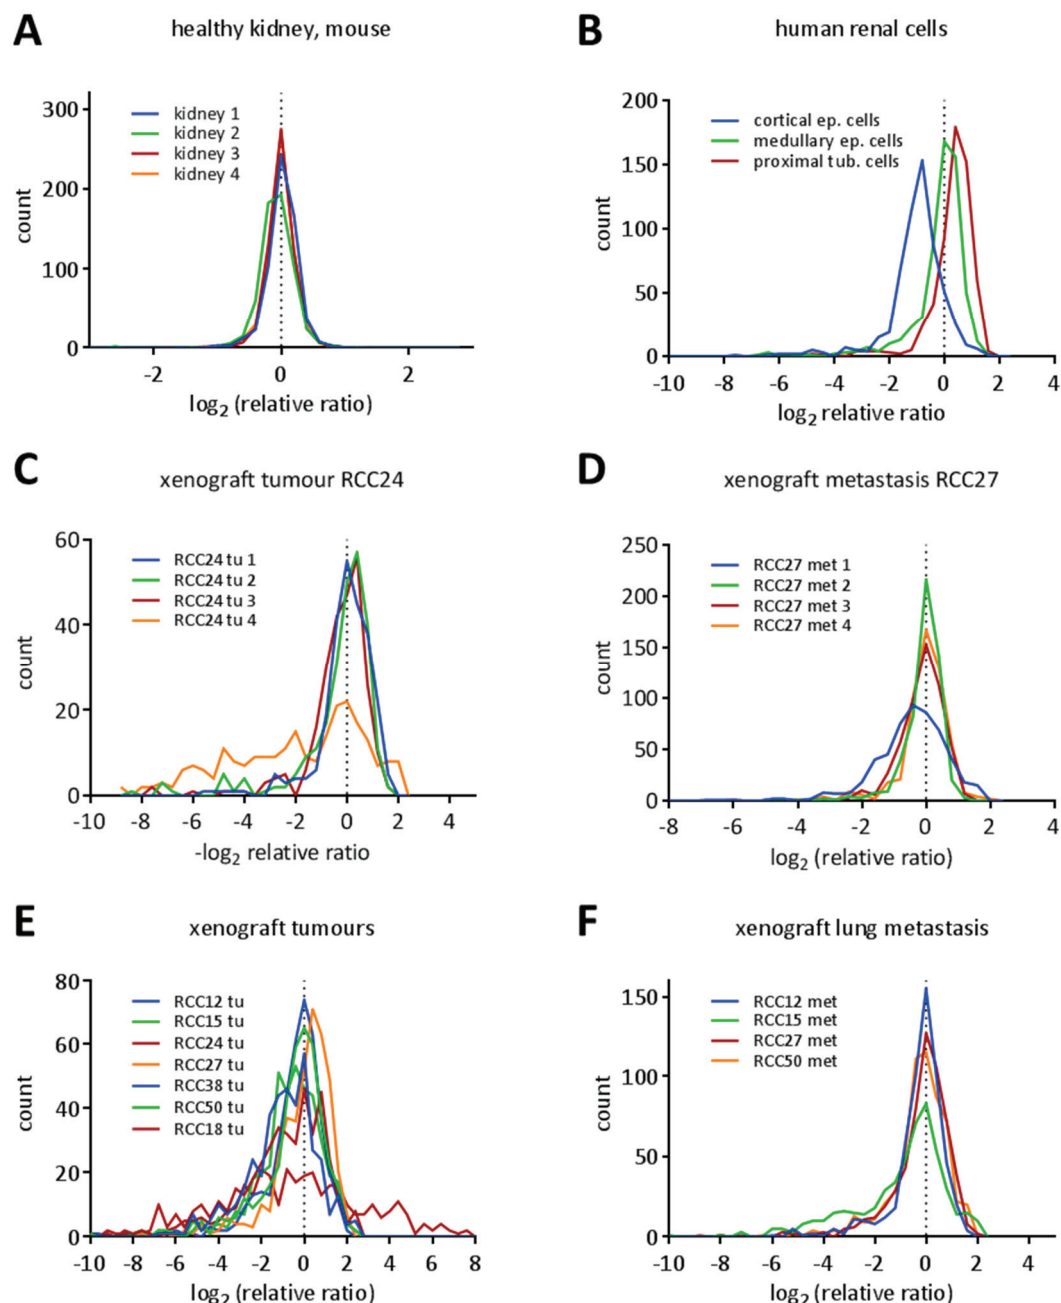 A
healthy kidney, mouse
300
200
100
0
count
kidney 1
kidney 2
kidney 3
kidney 4
-2 0 2
log2 (relative ratio)
B
human renal cells
200
150
100
50
0
count
cortical ep. cells
medullary ep. cells
proximal tub. cells
-10 -8 -6 -4 -2 0 2 4
log2 relative ratio
C
xenograft tumour RCC24
60
40
20
0
count
RCC24 tu 1
RCC24 tu 2
RCC24 tu 3
RCC24 tu 4
-10 -8 -6 -4 -2 0 2 4
-log2 relative ratio
D
xenograft metastasis RCC27
250
200
150
100
50
0
count
RCC27 met 1
RCC27 met 2
RCC27 met 3
RCC27 met 4
-8 -6 -4 -2 0 2 4
log2 (relative ratio)
E
xenograft tumours
80
60
40
20
0
count
RCC12 tu
RCC15 tu
RCC24 tu
RCC27 tu
RCC38 tu
RCC50 tu
RCC18 tu
-10 -8 -6 -4 -2 0 2 4 6 8
log2 (relative ratio)
F
xenograft lung metastasis
150
100
50
0
count
RCC12 met
RCC15 met
RCC27 met
RCC50 met
-10 -8 -6 -4 -2 0 2 4
log2 (relative ratio)